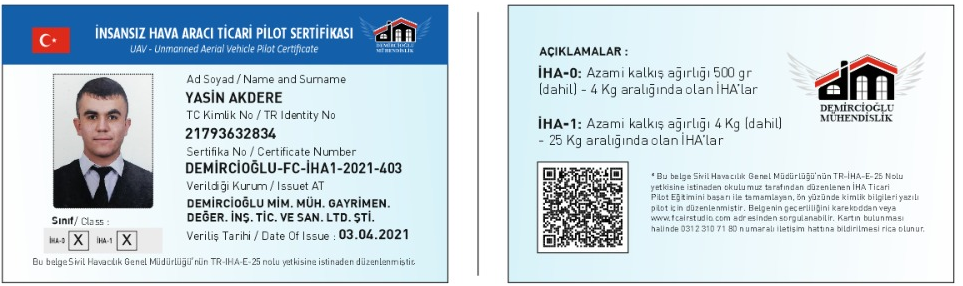 İNSANSIZ HAVA ARACI TİCARİ PİLOT SERTİFİKASI
UAV - Unmanned Aerial Vehicle Pilot Certificate
DEMİRCİOĞLU
MÜHENDİSLİK
Ad Soyad / Name and Surname
YASİN AKDERE
TC Kimlik No / TR Identity No
21793632834
Sertifika No / Certificate Number
DEMİRCİOĞLU-FC-İHA1-2021-403
Verildiği Kurum / Issuet AT
DEMİRCİOĞLU MİM. MÜH. GAYRİMEN.
DEĞER. İNŞ. TİC. VE SAN. LTD. ŞTİ.
Veriliş Tarihi / Date Of Issue : 03.04.2021
Sınıf/ Class :
İHA-0 X İHA-1 X
Bu belge Sivil Havacılık Genel Müdürlüğü'nün TR-IHA-E-25 nolu yetkisine istinaden düzenlenmiştir.
AÇIKLAMALAR :
İHA-0: Azami kalkış ağırlığı 500 gr
(dahil) - 4 Kg aralığında olan İHA'lar
İHA-1: Azami kalkış ağırlığı 4 Kg (dahil)
- 25 Kg aralığında olan İHA'lar
dm
DEMİRCİOĞLU
MÜHENDİSLİK
* Bu belge Sivil Havacılık Genel Müdürlüğü'nün TR-İHA-E-25 Nolu
yetkisine istinaden okulumuz tarafından düzenlenen İHA Ticari
Pilot Eğitimini başarı ile tamamlayan, ön yüzünde kimlik bilgileri yazılı
pilot için düzenlenmiştir. Belgenin geçerliliğini karekoddan veya
www.fcairstudio.com adresinden sorgulanabilir. Kartın bulunması
halinde 0312 310 71 80 numaralı iletişim hattına bildirilmesi rica olunur.